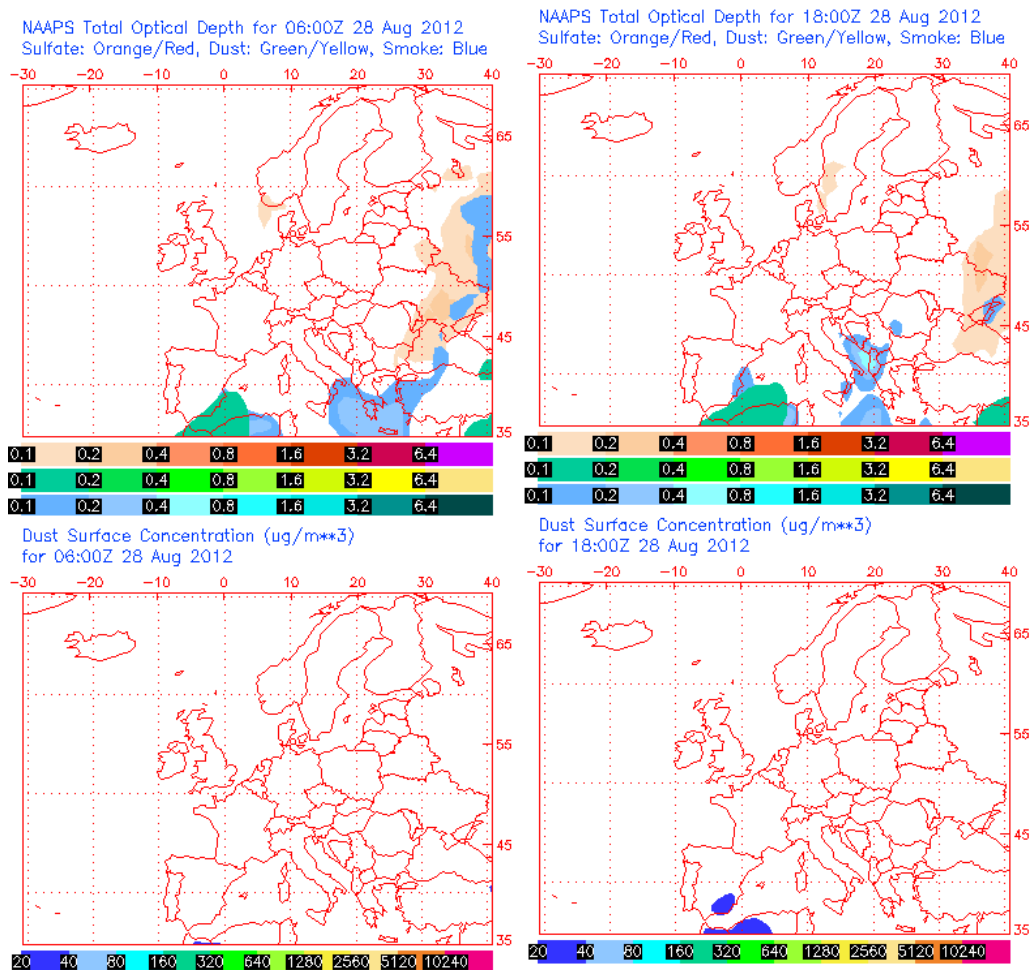 NAAPS Total Optical Depth for 06:00Z 28 Aug 2012
Sulfate: Orange/Red, Dust: Green/Yellow, Smoke: Blue
-30 -20 -10 0 10 20 30 40
65
55
45
35
0.1 0.2 0.4 0.8 1.6 3.2 6.4
0.1 0.2 0.4 0.8 1.6 3.2 6.4
0.1 0.2 0.4 0.8 1.6 3.2 6.4
NAAPS Total Optical Depth for 18:00Z 28 Aug 2012
Sulfate: Orange/Red, Dust: Green/Yellow, Smoke: Blue
-30 -20 -10 0 10 20 30 40
65
55
45
35
0.1 0.2 0.4 0.8 1.6 3.2 6.4
0.1 0.2 0.4 0.8 1.6 3.2 6.4
0.1 0.2 0.4 0.8 1.6 3.2 6.4
Dust Surface Concentration (ug/m**3)
for 06:00Z 28 Aug 2012
-30 -20 -10 0 10 20 30 40
65
55
45
35
20 40 80 160 320 640 1280 2560 5120 10240
Dust Surface Concentration (ug/m**3)
for 18:00Z 28 Aug 2012
-30 -20 -10 0 10 20 30 40
65
55
45
35
20 40 80 160 320 640 1280 2560 5120 10240